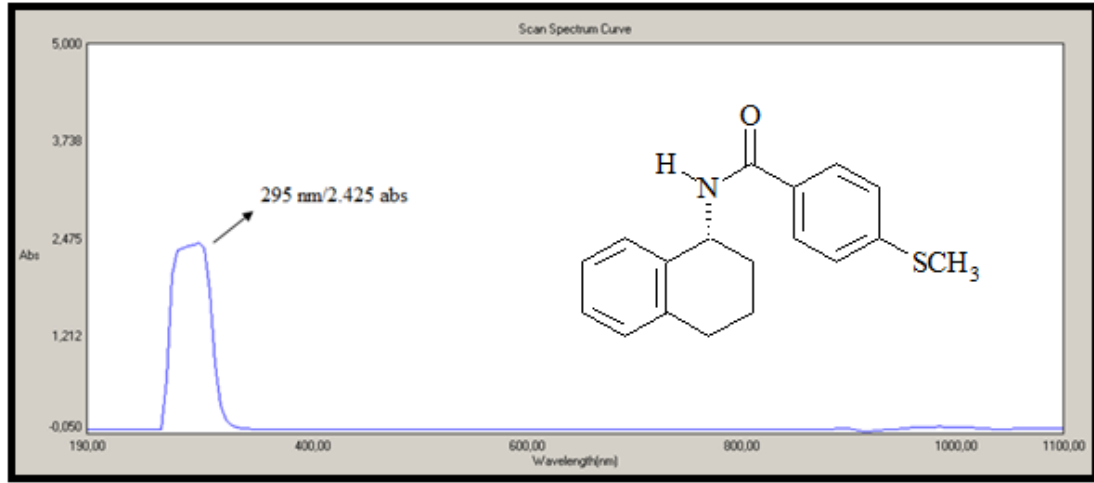 Scan Spectrum Curve
5,000
3,738
2,475
Abs
1,212
-0,050
190,00 400,00 600,00 800,00 1000,00 1100,00
Wavelength(nm)
295 nm/2.425 abs
O
H
N
SCH3